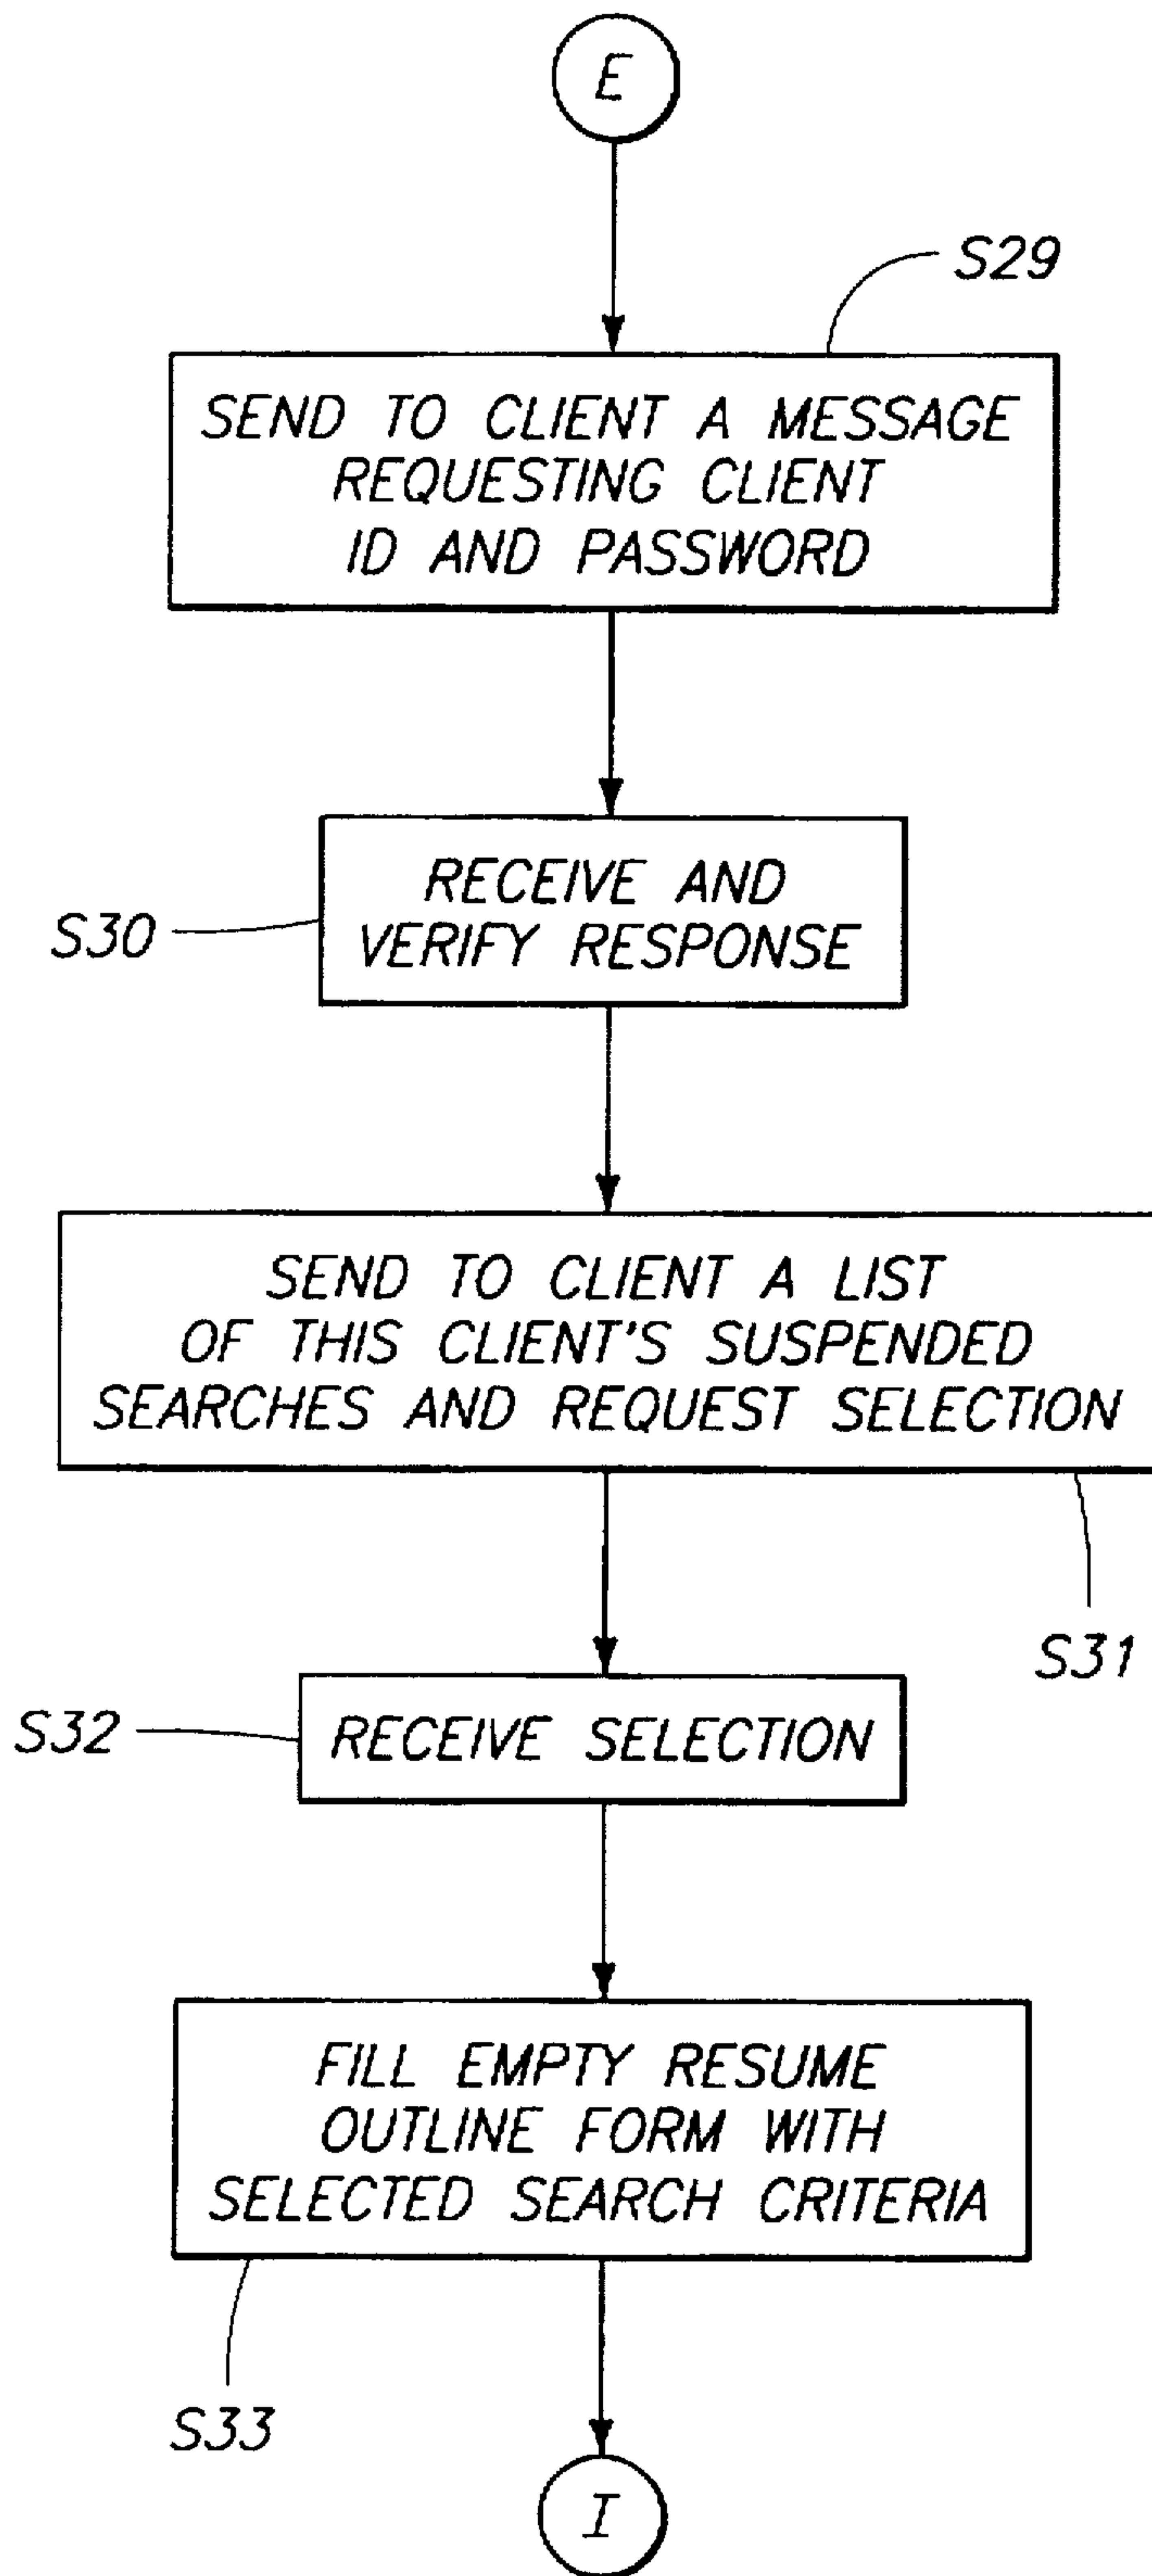 E
S29
SEND TO CLIENT A MESSAGE
REQUESTING CLIENT
ID AND PASSWORD
S30
RECEIVE AND
VERIFY RESPONSE
SEND TO CLIENT A LIST
OF THIS CLIENT'S SUSPENDED
SEARCHES AND REQUEST SELECTION
S31
S32
RECEIVE SELECTION
FILL EMPTY RESUME
OUTLINE FORM WITH
SELECTED SEARCH CRITERIA
S33
I